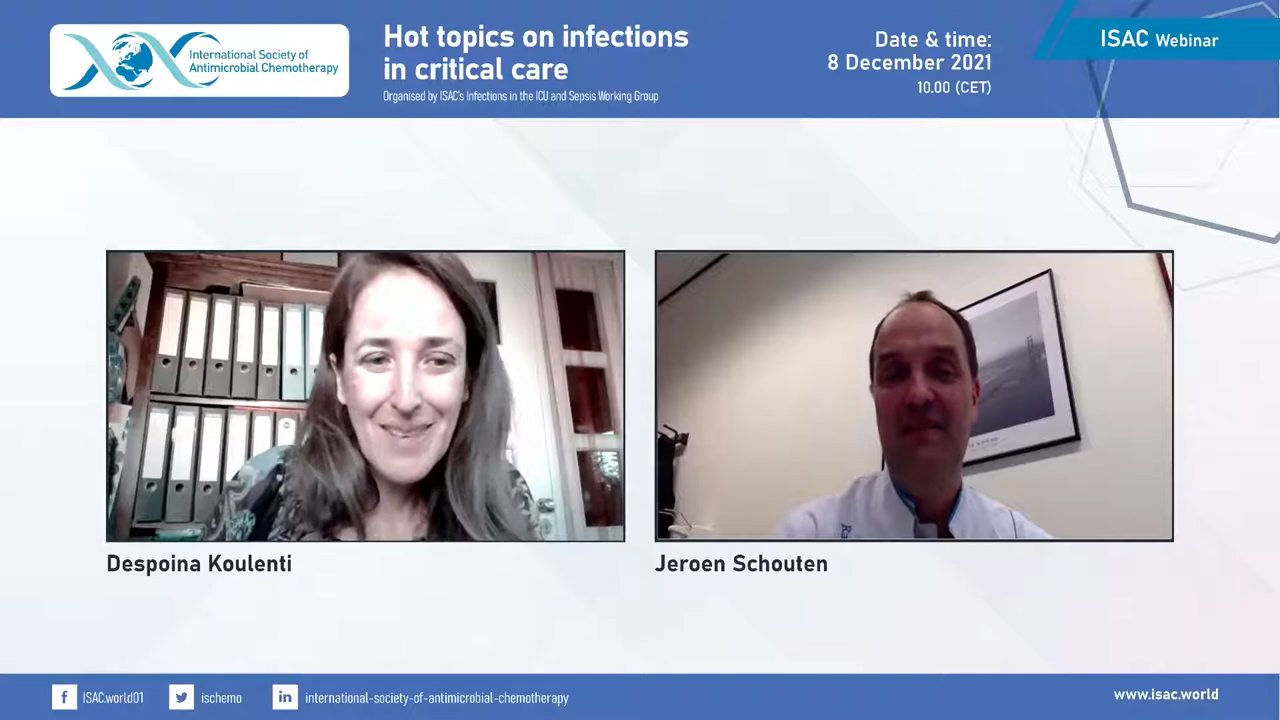 International Society of
Antimicrobial Chemotherapy
Hot topics on infections
in critical care
Organised by ISAC's Infections in the ICU and Sepsis Working Group
Date & time:
8 December 2021
10.00 (CET)
ISAC Webinar
Despoina Koulenti
Jeroen Schouten
ISAC.world01
ischemo
international-society-of-antimicrobial-chemotherapy
www.isac.world